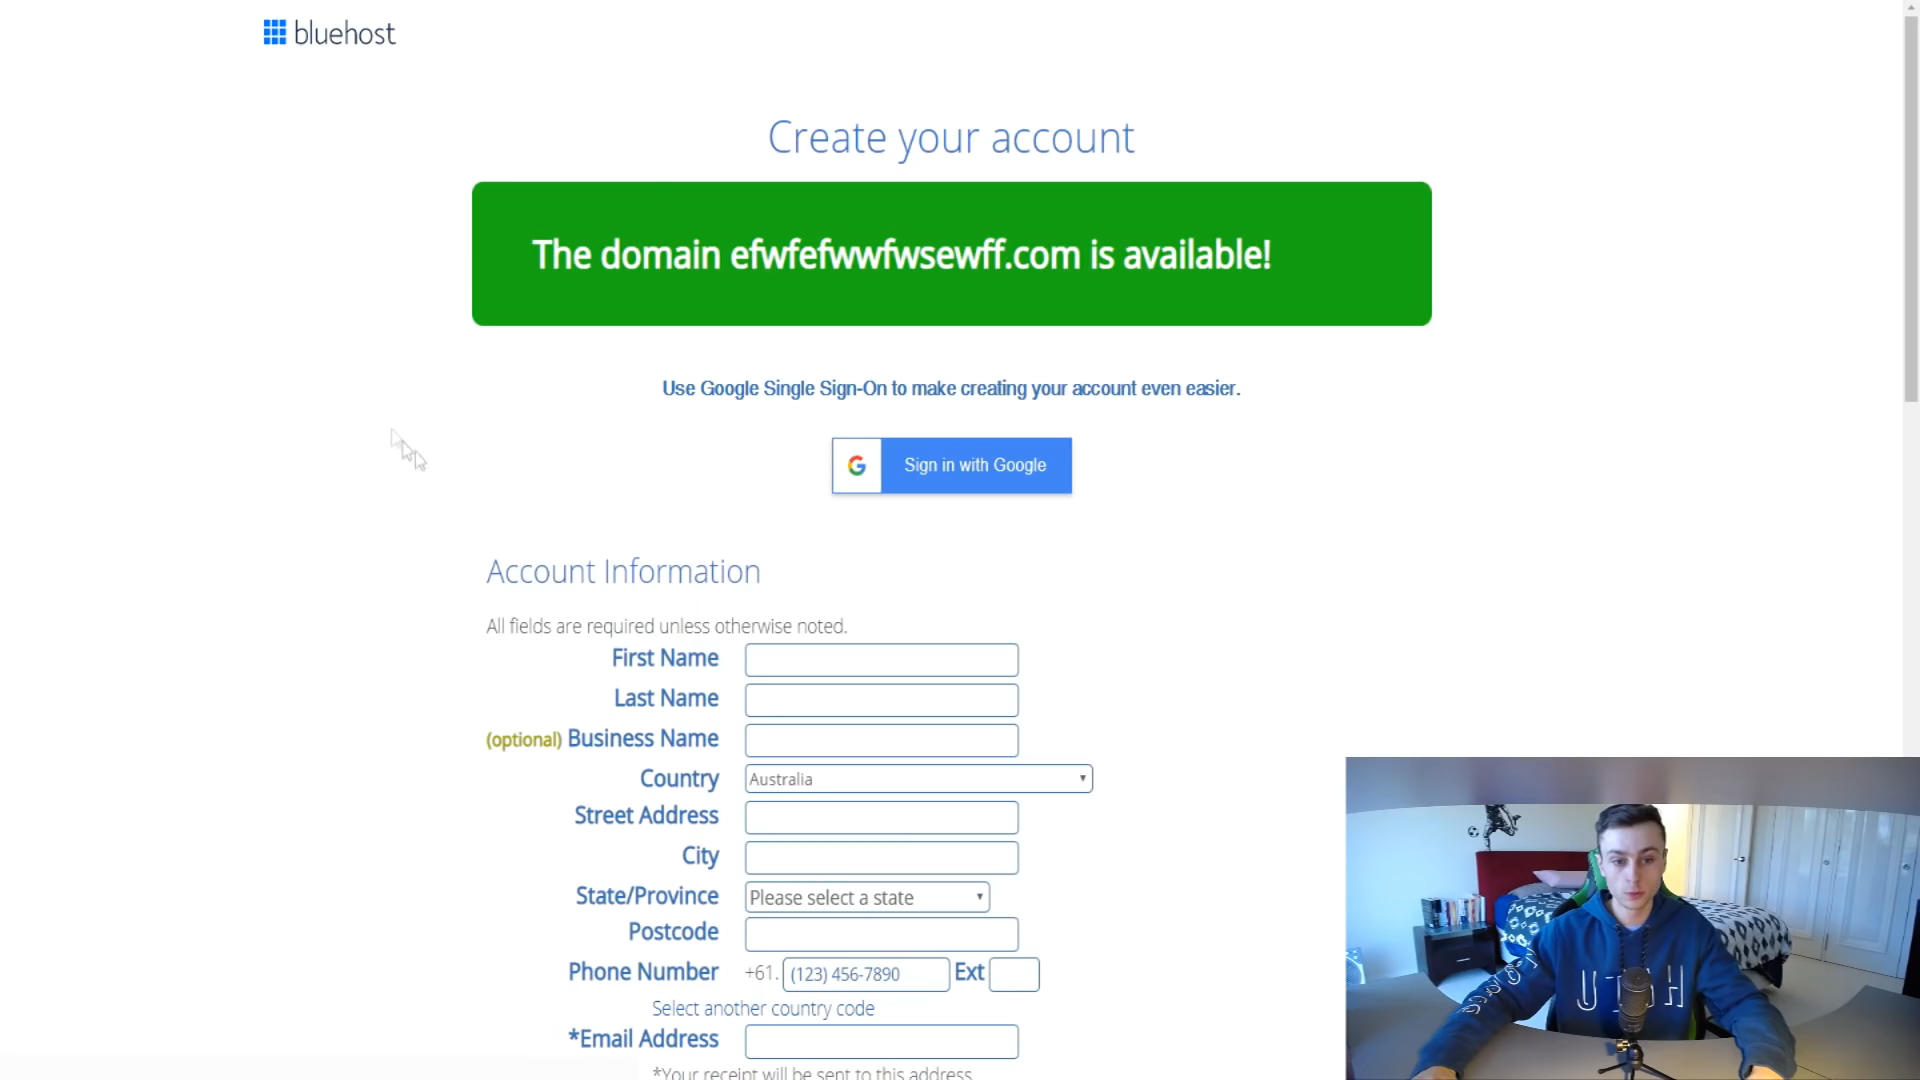 bluehost
Create your account
The domain efwfefwwfwsewff.com is available!
Use Google Single Sign-On to make creating your account even easier.
G Sign in with Google
Account Information
All fields are required unless otherwise noted.
First Name
Last Name
(optional) Business Name
Country Australia
Street Address
City
State/Province Please select a state
Postcode
Phone Number +61. (123) 456-7890 Ext
Select another country code
*Email Address
*Your receipt will be sent to this address
UTAH